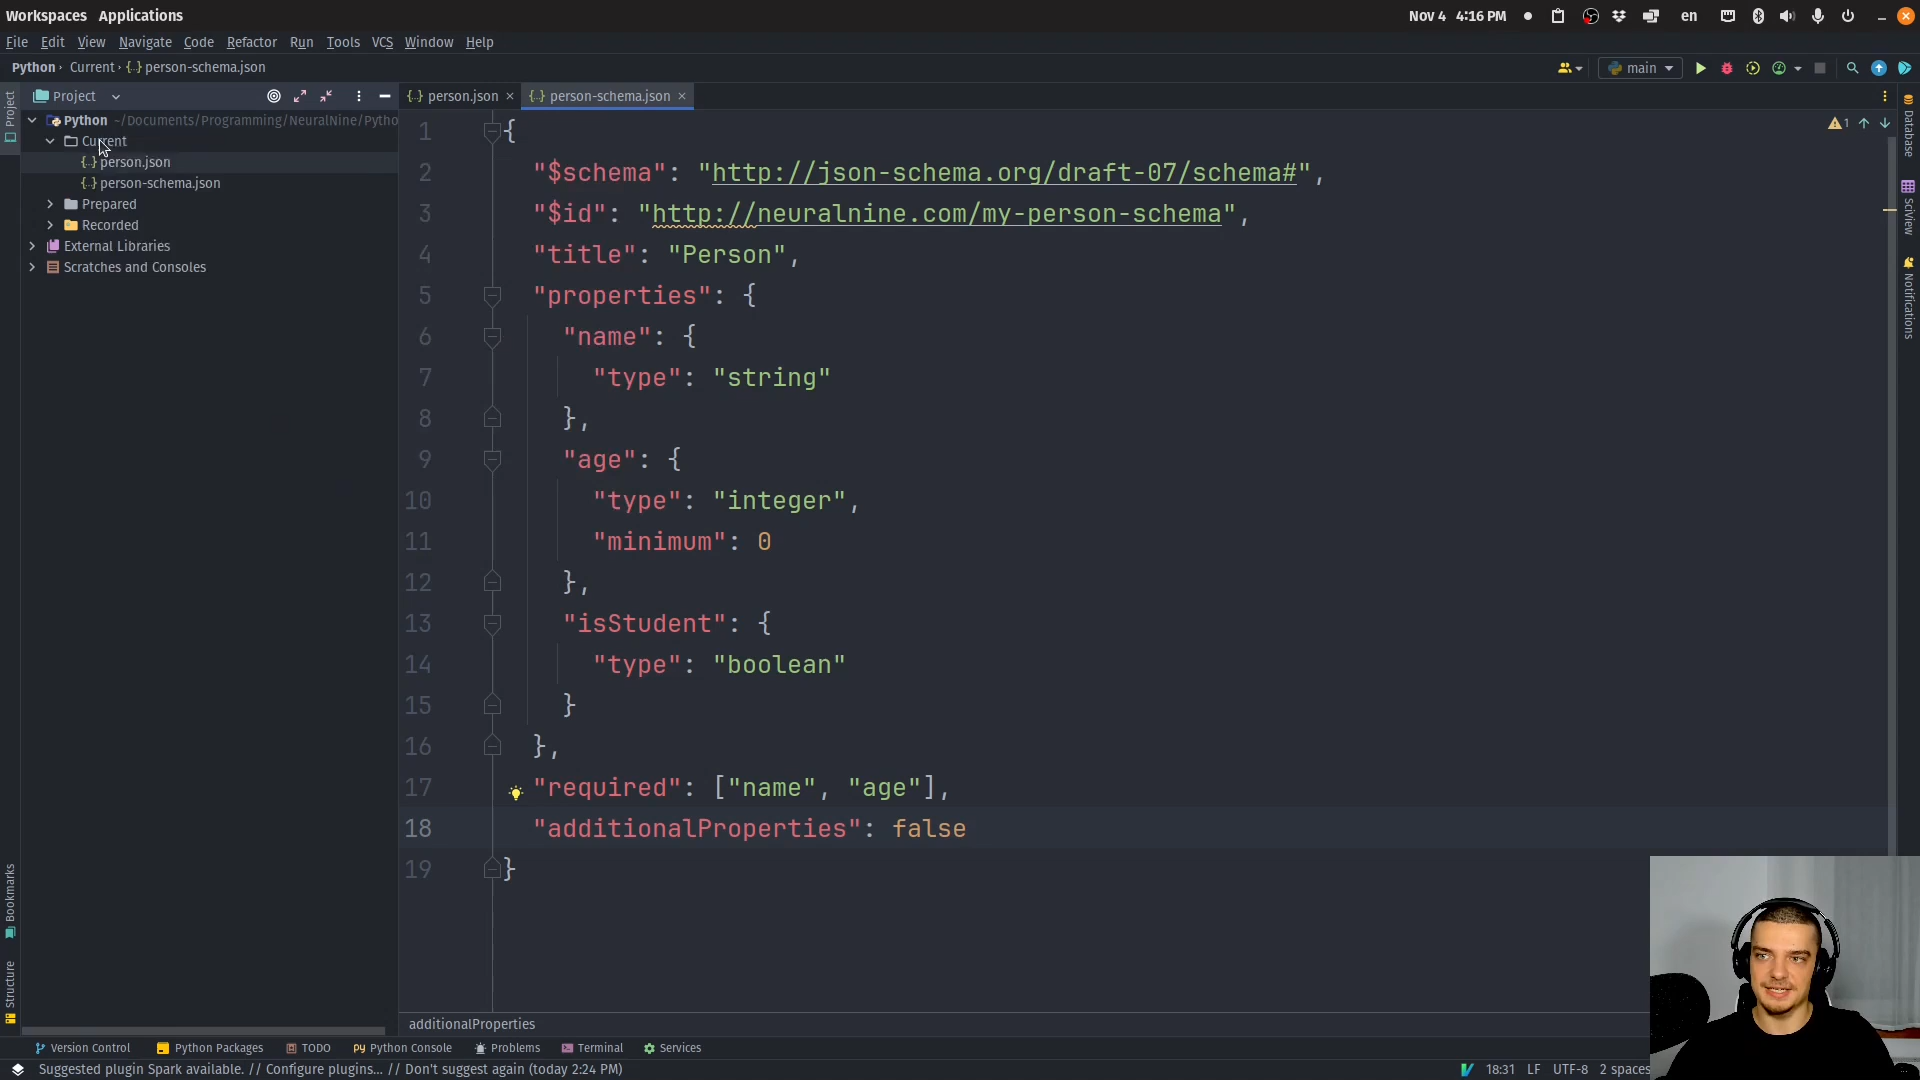 Workspaces Applications
Nov 4 4:16 PM
en
File Edit View Navigate Code Refactor Run Tools VCS Window Help
Python › Current › person-schema.json
main
Project
person.json
person-schema.json
Python ~/Documents/Programming/NeuralNine/Pytho
Current
person.json
person-schema.json
Prepared
Recorded
External Libraries
Scratches and Consoles
1 {
2 "$schema": "http://json-schema.org/draft-07/schema#",
3 "$id": "http://neuralnine.com/my-person-schema",
4 "title": "Person",
5 "properties": {
6 "name": {
7 "type": "string"
8 },
9 "age": {
10 "type": "integer",
11 "minimum": 0
12 },
13 "isStudent": {
14 "type": "boolean"
15 }
16 },
17 "required": ["name", "age"],
18 "additionalProperties": false
19 }
1
Project
Bookmarks
Structure
Database
SciView
Notifications
additionalProperties
Version Control Python Packages TODO Python Console Problems Terminal Services
Suggested plugin Spark available. // Configure plugins... // Don't suggest again (today 2:24 PM)
18:31 LF UTF-8 2 spaces